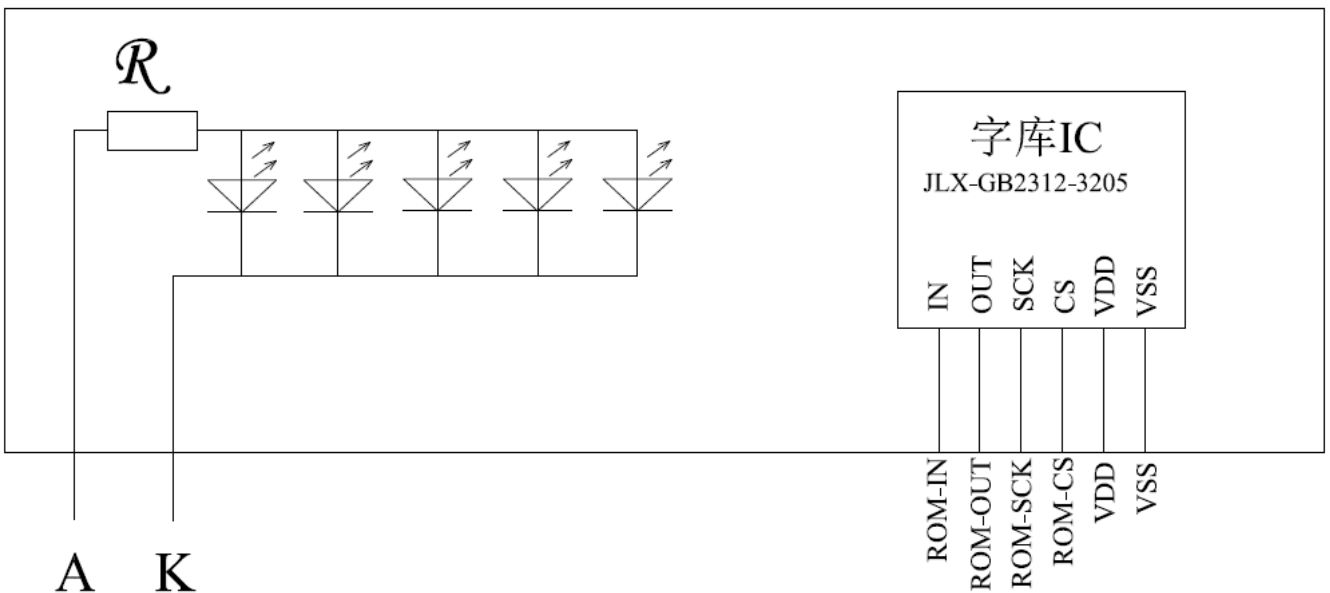 R
字库IC
JLX-GB2312-3205
IN
OUT
SCK
CS
VDD
VSS
ROM-IN
ROM-OUT
ROM-SCK
ROM-CS
VDD
VSS
A
K